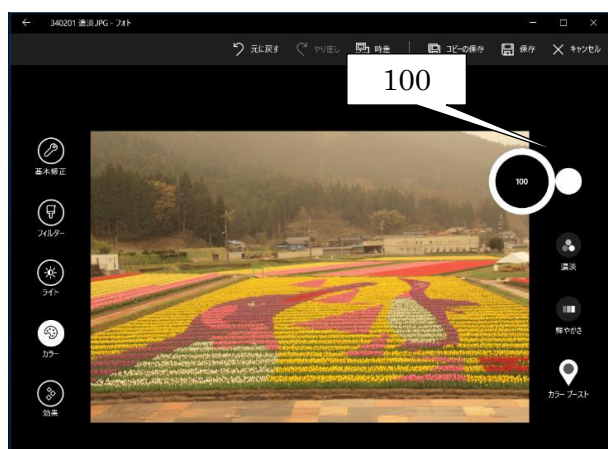 340201 濃淡.JPG - フォト
元に戻す やり直し 時差 コピーの保存 保存 キャンセル
100
基本修正
フィルター
ライト
カラー
効果
100
濃淡
鮮やかさ
カラー ブースト